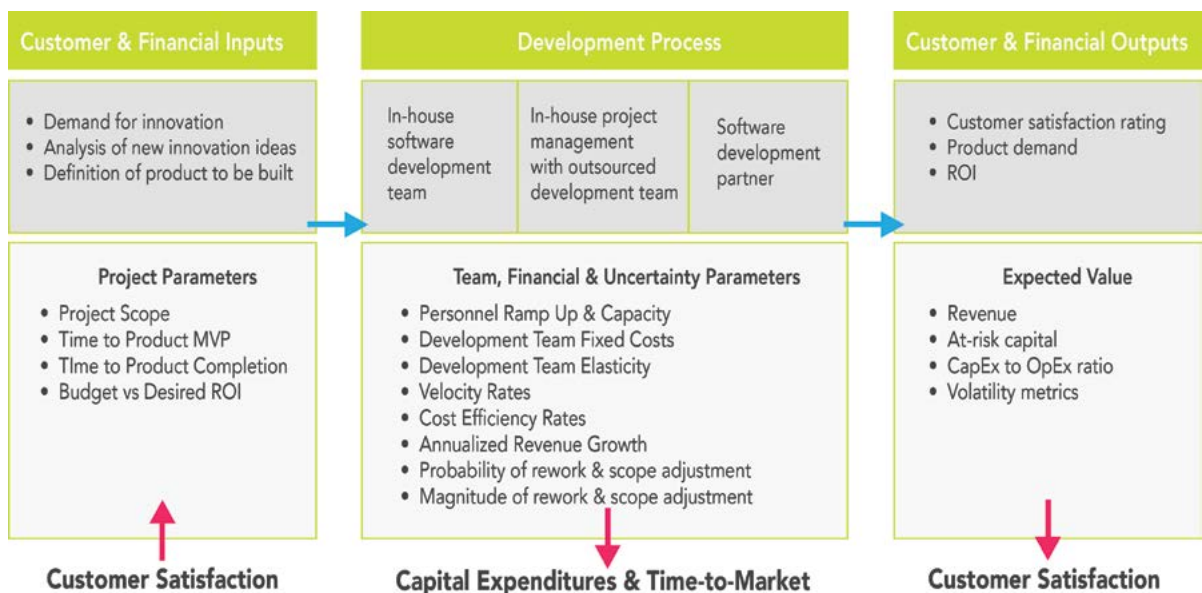 Customer & Financial Inputs
• Demand for innovation
• Analysis of new innovation ideas
• Definition of product to be built
Project Parameters
• Project Scope
• Time to Product MVP
• TIme to Product Completion
• Budget vs Desired ROI
Customer Satisfaction
Development Process
In-house
software
development
team
In-house project
management
with outsourced
development team
Software
development
partner
Team, Financial & Uncertainty Parameters
• Personnel Ramp Up & Capacity
• Development Team Fixed Costs
• Development Team Elasticity
• Velocity Rates
• Cost Efficiency Rates
• Annualized Revenue Growth
• Probability of rework & scope adjustment
• Magnitude of rework & scope adjustment
Capital Expenditures & Time-to-Market
Customer & Financial Outputs
• Customer satisfaction rating
• Product demand
• ROI
Expected Value
• Revenue
• At-risk capital
• CapEx to OpEx ratio
• Volatility metrics
Customer Satisfaction